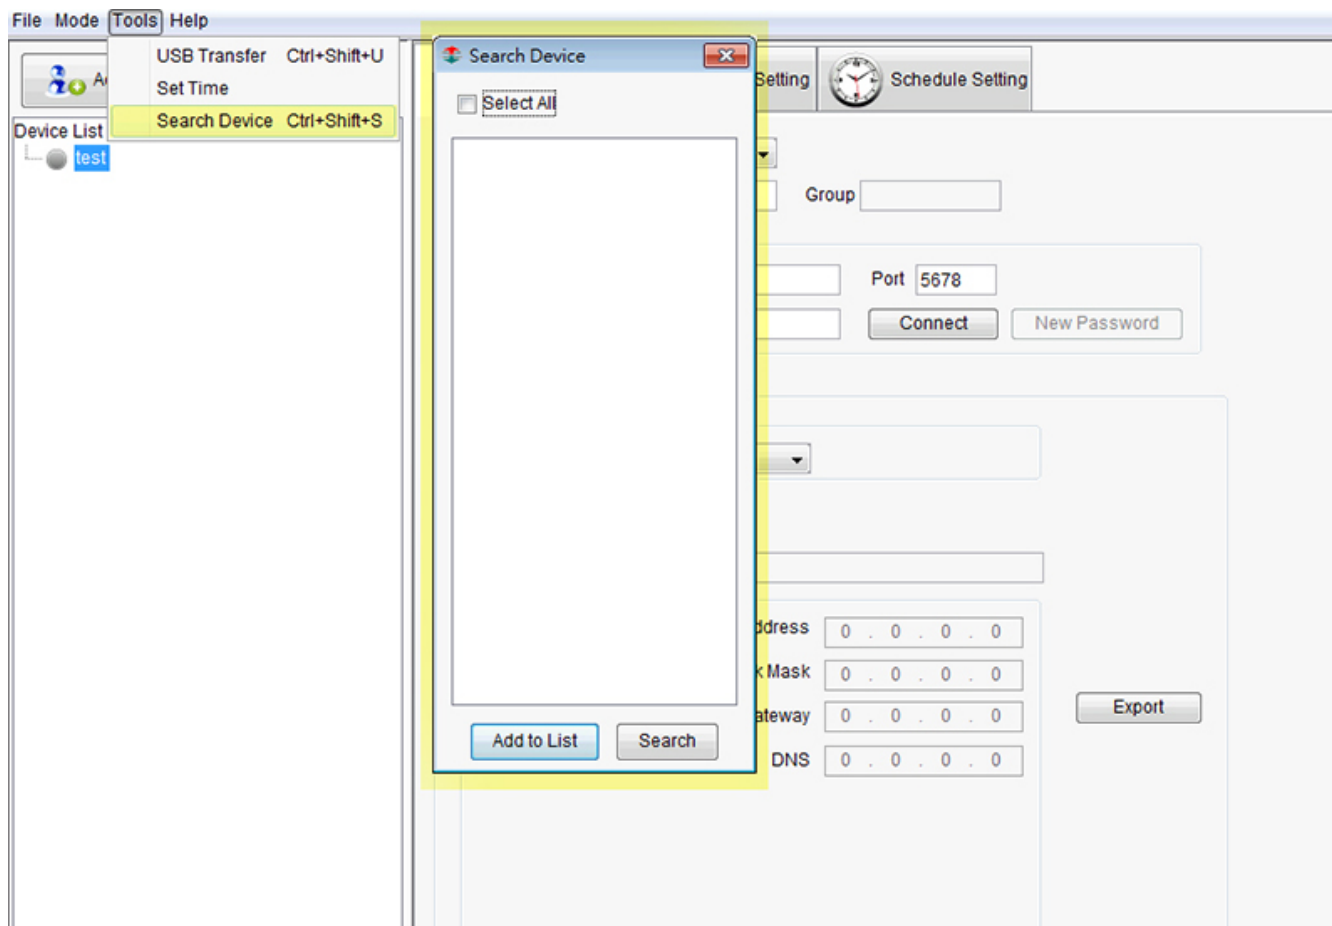 File Mode Tools Help
USB Transfer Ctrl+Shift+U
Set Time
Search Device Ctrl+Shift+S
Device List
test
Search Device
Select All
Add to List Search
Setting Schedule Setting
Group
Port 5678
Connect New Password
ddress 0 . 0 . 0 . 0
k Mask 0 . 0 . 0 . 0
ateway 0 . 0 . 0 . 0
DNS 0 . 0 . 0 . 0
Export